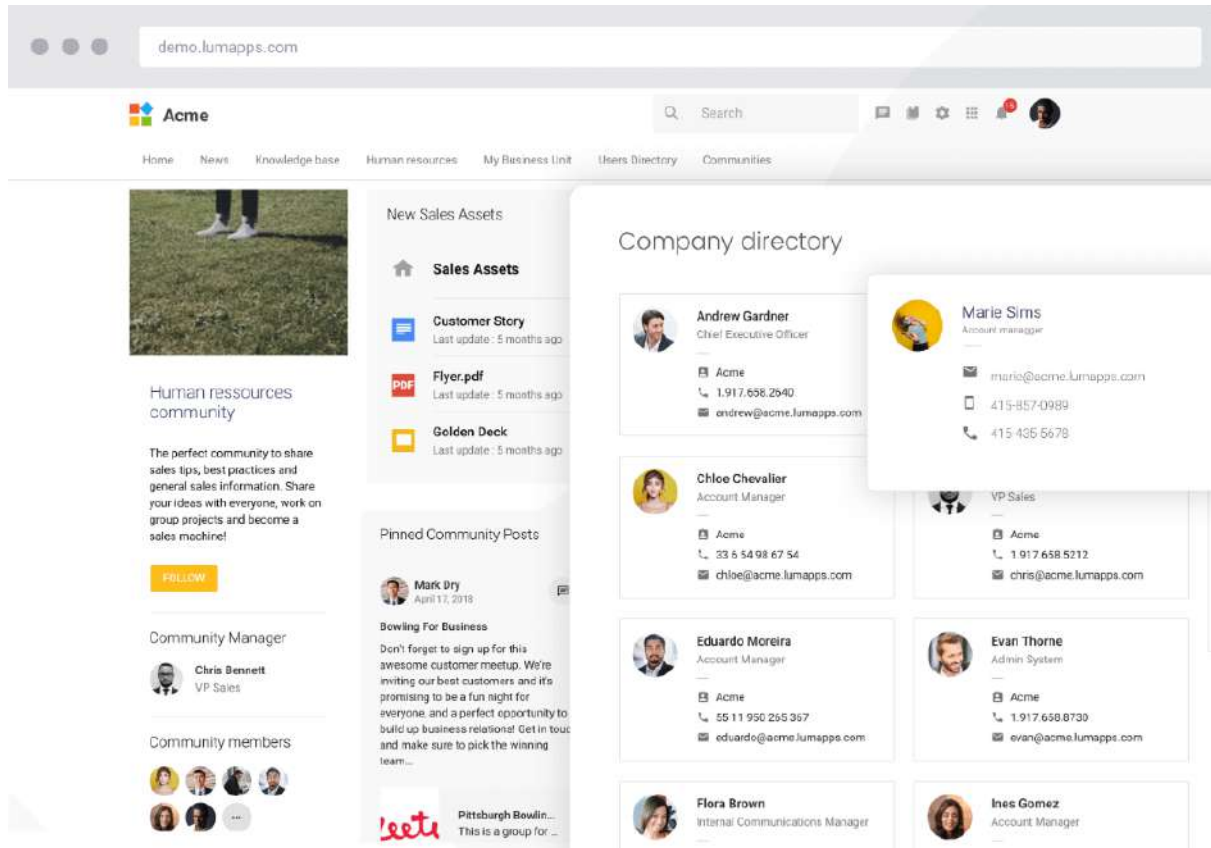 demo.lumapps.com
Acme
Search
Home News Knowledge base Human resources My Business Unit Users Directory Communities
Human ressources
community
The perfect community to share
sales tips, best practices and
general sales information. Share
your ideas with everyone, work on
group projects and become a
sales machine!
FOLLOW
Community Manager
Chris Bennett
VP Sales
Community members
New Sales Assets
Sales Assets
Customer Story
Last update : 5 months ago
PDF
Flyer.pdf
Last update : 5 months ago
Golden Deck
Last update : 5 months ago
Pinned Community Posts
Mark Dry
April 17, 2018
Bowling For Business
Don't forget to sign up for this
awesome customer meetup. We're
inviting our best customers and it's
promising to be a fun night for
everyone, and a perfect opportunity to
build up business relations! Get in touc
and make sure to pick the winning
team...
Pittsburgh Bowlin...
This is a group for ...
Company directory
Andrew Gardner
Chief Executive Officer
Acme
1.917.658.2640
andrew@acme.lumapps.com
Marie Sims
Account managger
marie@acme.lumapps.com
415-857-0989
415-435-5678
Chloe Chevalier
Account Manager
Acme
33 6 54 98 67 54
chloe@acme.lumapps.com
VP Sales
Acme
1.917.658.5212
chris@acme.lumapps.com
Eduardo Moreira
Account Manager
Acme
55 11 950 265 367
eduardo@acme.lumapps.com
Evan Thorne
Admin System
Acme
1.917.658.8730
evan@acme.lumapps.com
Flora Brown
Internal Communications Manager
Ines Gomez
Account Manager